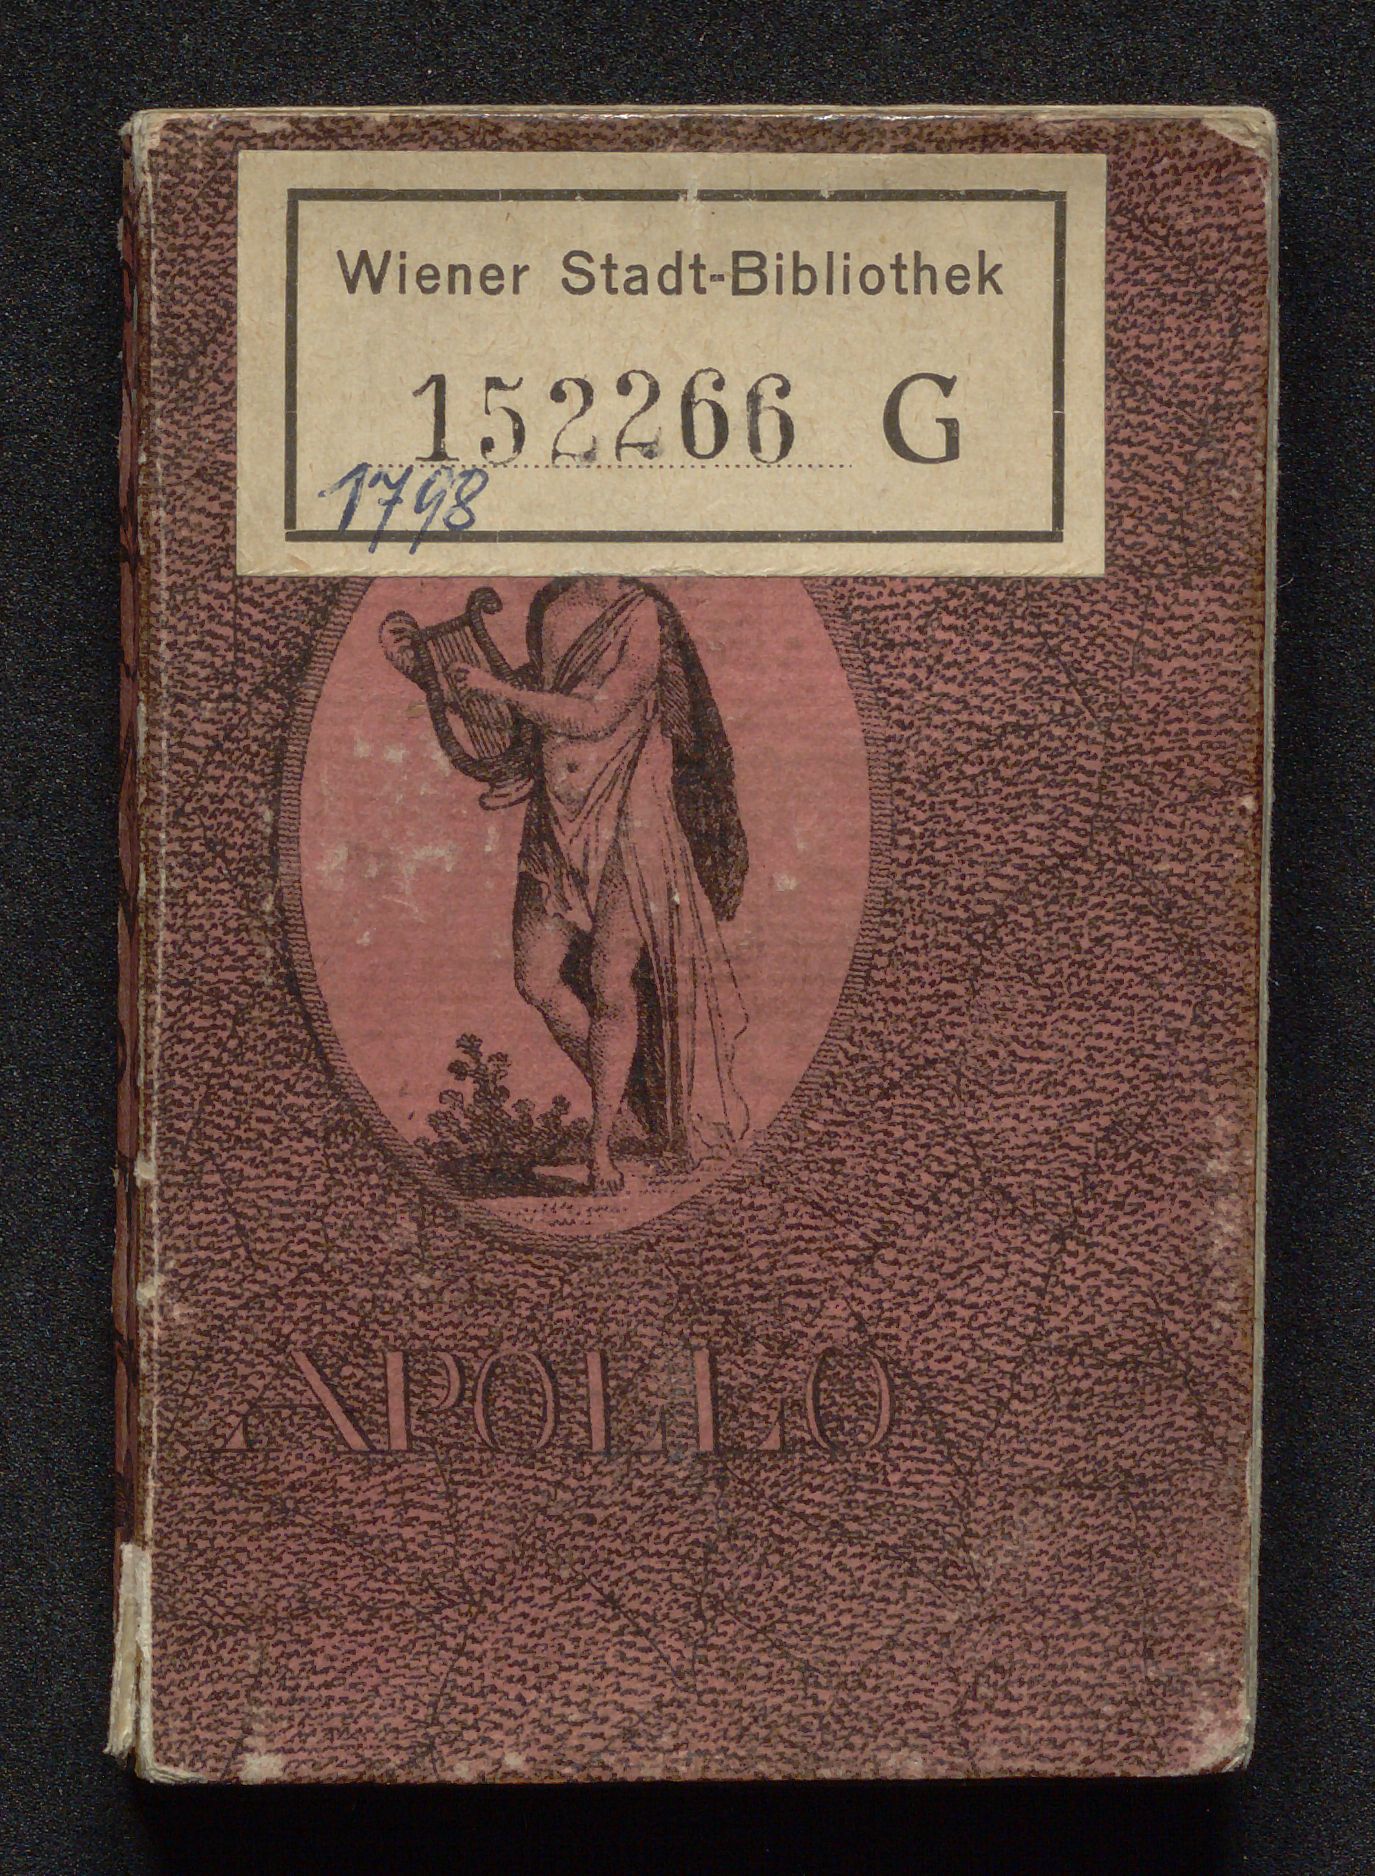 Wiener Stadt-Bibliothek
152266 G
1798
APOLLO